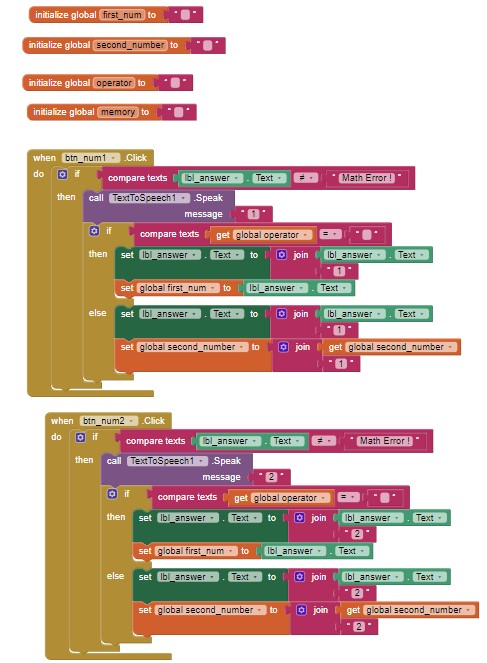 initialize global first_num to " "
initialize global second_number to " "
initialize global operator to " "
initialize global memory to " "
when btn_num1 .Click
do if compare texts lbl_answer . Text ≠ " Math Error ! "
then call TextToSpeech1 .Speak
message " 1 "
if compare texts get global operator = " "
then set lbl_answer . Text to join lbl_answer . Text
" 1 "
set global first_num to lbl_answer . Text
else set lbl_answer . Text to join lbl_answer . Text
" 1 "
set global second_number to join get global second_number
" 1 "
when btn_num2 .Click
do if compare texts lbl_answer . Text ≠ " Math Error ! "
then call TextToSpeech1 .Speak
message " 2 "
if compare texts get global operator = " "
then set lbl_answer . Text to join lbl_answer . Text
" 2 "
set global first_num to lbl_answer . Text
else set lbl_answer . Text to join lbl_answer . Text
" 2 "
set global second_number to join get global second_number
" 2 "